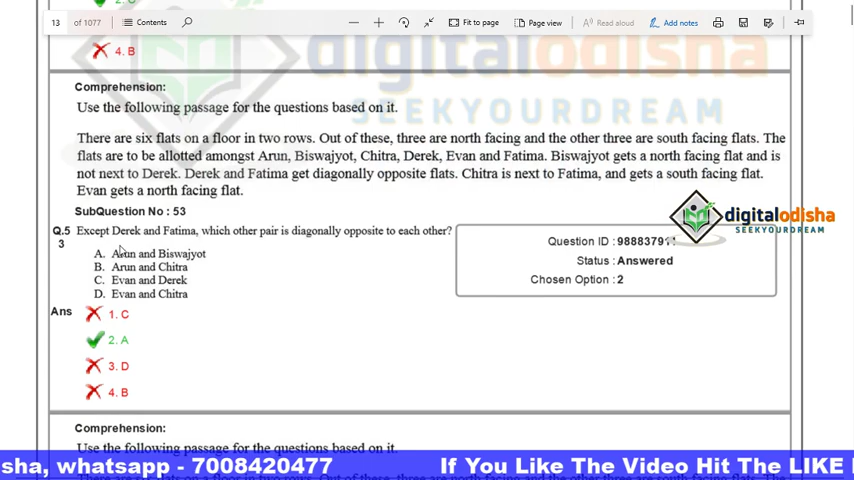 2. C
13 of 1077 Contents Fit to page Page view Read aloud Add notes
digitalodisha
4. B
SEEKYOURDREAM
Comprehension:
Use the following passage for the questions based on it.
There are six flats on a floor in two rows. Out of these, three are north facing and the other three are south facing flats. The
flats are to be allotted amongst Arun, Biswajyot, Chitra, Derek, Evan and Fatima. Biswajyot gets a north facing flat and is
not next to Derek. Derek and Fatima get diagonally opposite flats. Chitra is next to Fatima, and gets a south facing flat.
Evan gets a north facing flat.
SubQuestion No : 53
Q.5 Except Derek and Fatima, which other pair is diagonally opposite to each other?
3
A. Arun and Biswajyot
B. Arun and Chitra
C. Evan and Derek
D. Evan and Chitra
digitalodisha
SEEKYOURDREAM
Status : Answered
Chosen Option : 2
Ans 1. C
2. A
3. D
4. B
Comprehension:
Use the following passage for the questions based on it.
sha, whatsapp - 7008420477 If You Like The Video Hit The LIKE